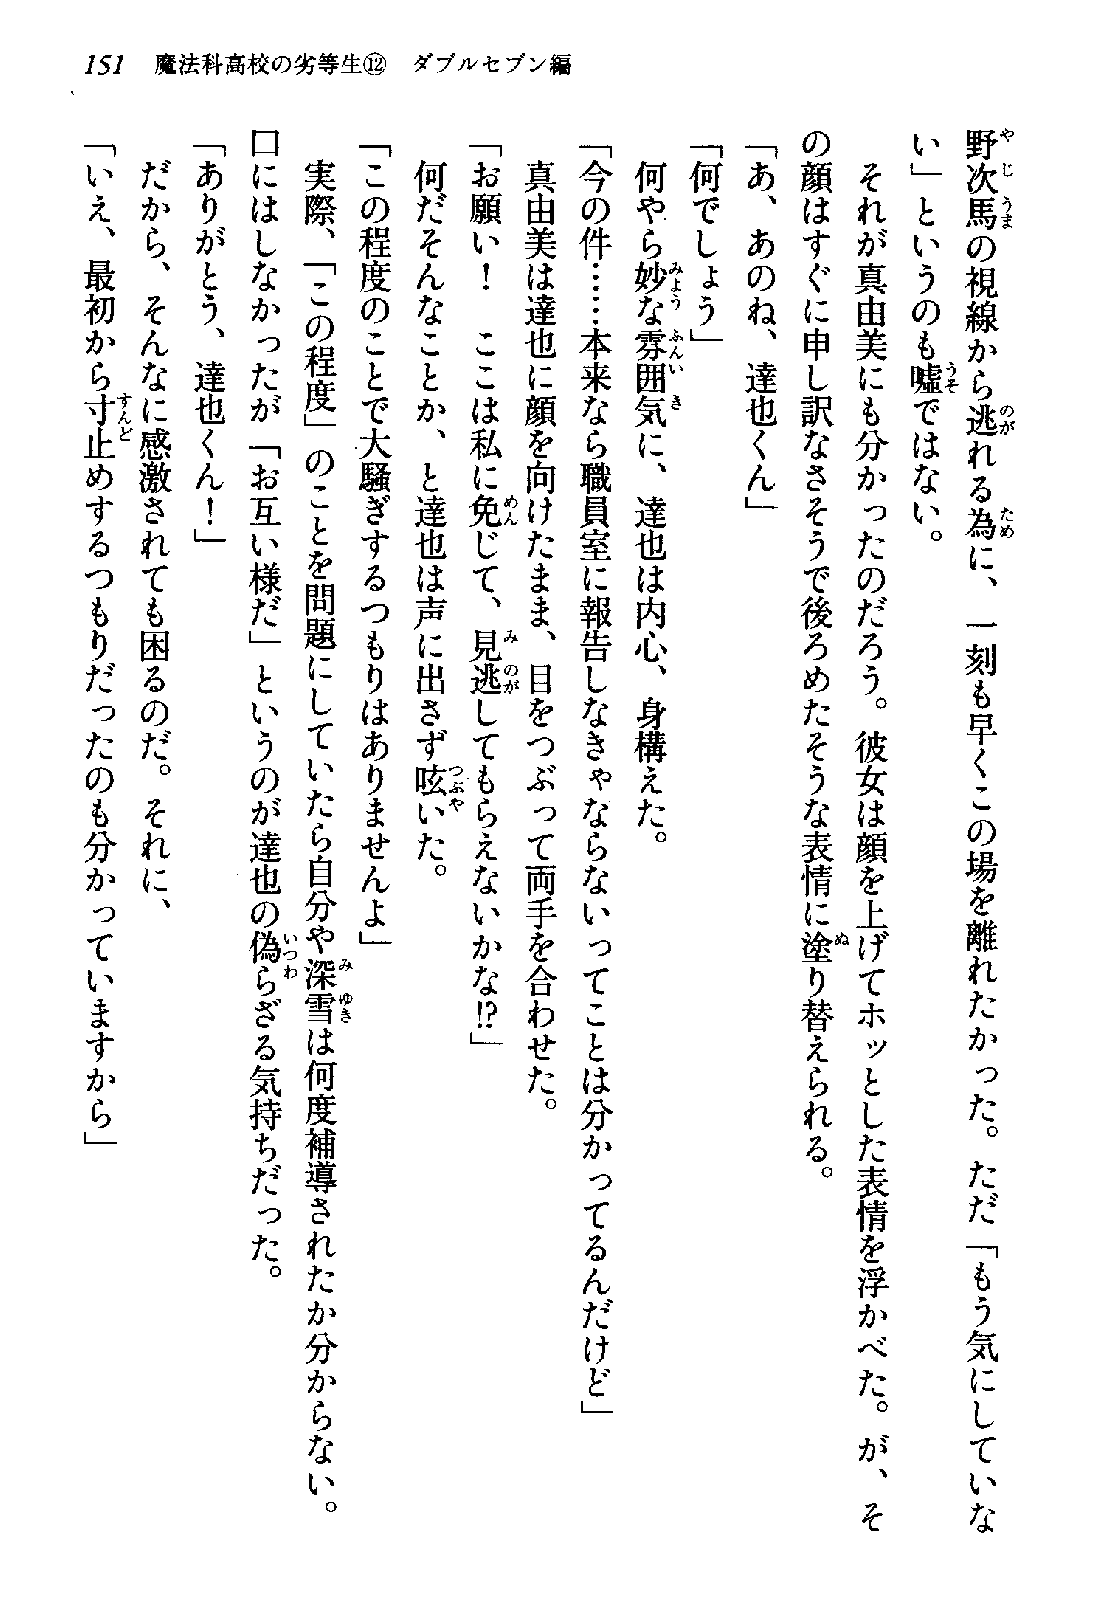 151　魔法科高校の劣等生⑫　ダブルセブン編
野次馬の視線から逃れる為に、一刻も早くこの場を離れたかった。ただ「もう気にしていな
い」というのも嘘ではない。
　それが真由美にも分かったのだろう。彼女は顔を上げてホッとした表情を浮かべた。が、そ
の顔はすぐに申し訳なさそうで後ろめたそうな表情に塗り替えられる。
「あ、あのね、達也くん」
「何でしょう」
　何やら妙な雰囲気に、達也は内心、身構えた。
「今の件……本来なら職員室に報告しなきゃならないってことは分かってるんだけど」
　真由美は達也に顔を向けたまま、目をつぶって両手を合わせた。
「お願い！　ここは私に免じて、見逃してもらえないかな!?」
　何だそんなことか、と達也は声に出さず呟いた。
「この程度のことで大騒ぎするつもりはありませんよ」
　実際、「この程度」のことを問題にしていたら自分や深雪は何度補導されたか分からない。
口にはしなかったが「お互い様だ」というのが達也の偽らざる気持ちだった。
「ありがとう、達也くん！」
　だから、そんなに感激されても困るのだ。それに、
「いえ、最初から寸止めするつもりだったのも分かっていますから」